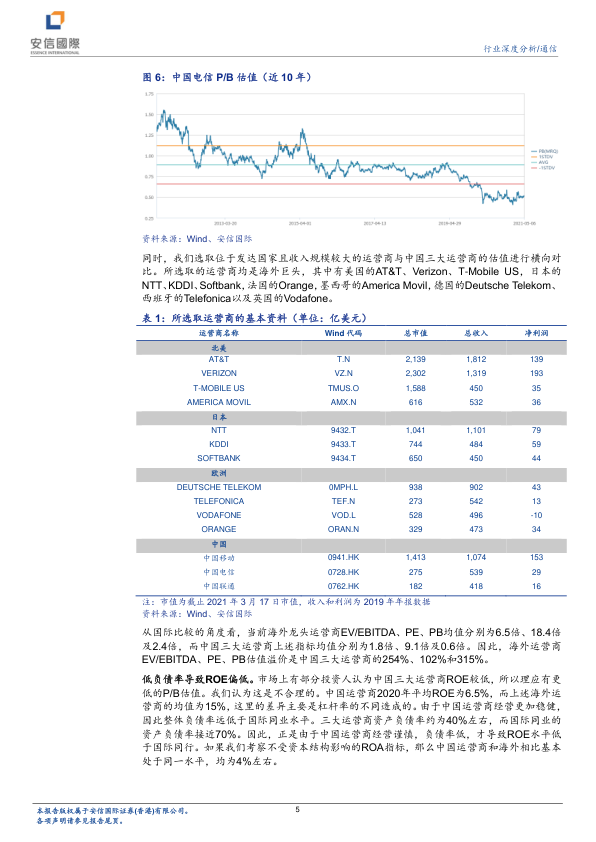 安信國際
ESSENCE INTERNATIONAL
行业深度分析/通信
图 6：中国电信 P/B 估值（近 10 年）
1.75
1.50
1.25
1.00
0.75
0.50
0.25
2015-04-01
2017-04-13
2019-04-29
2021-05-06
PB(MRQ)
1STDV
AVG
-1STDV
资料来源：Wind、安信国际
同时，我们选取位于发达国家且收入规模较大的运营商与中国三大运营商的估值进行横向对
比。所选取的运营商均是海外巨头，其中有美国的AT&T、Verizon、T-Mobile US，日本的
NTT、KDDI、Softbank，法国的Orange，墨西哥的America Movil，德国的Deutsche Telekom、
西班牙的Telefonica以及英国的Vodafone。
表 1：所选取运营商的基本资料（单位：亿美元）
运营商名称 Wind 代码 总市值 总收入 净利润
北美
AT&T T.N 2,139 1,812 139
VERIZON VZ.N 2,302 1,319 193
T-MOBILE US TMUS.O 1,588 450 35
AMERICA MOVIL AMX.N 616 532 36
日本
NTT 9432.T 1,041 1,101 79
KDDI 9433.T 744 484 59
SOFTBANK 9434.T 650 450 44
欧洲
DEUTSCHE TELEKOM 0MPH.L 938 902 43
TELEFONICA TEF.N 273 542 13
VODAFONE VOD.L 528 496 -10
ORANGE ORAN.N 329 473 34
中国
中国移动 0941.HK 1,413 1,074 153
中国电信 0728.HK 275 539 29
中国联通 0762.HK 182 418 16
注：市值为截止 2021 年 3 月 17 日市值，收入和利润为 2019 年年报数据
资料来源：Wind、安信国际
从国际比较的角度看，当前海外龙头运营商EV/EBITDA、PE、PB均值分别为6.5倍、18.4倍
及2.4倍，而中国三大运营商上述指标均值分别为1.8倍、9.1倍及0.6倍。因此，海外运营商
EV/EBITDA、PE、PB估值溢价是中国三大运营商的254%、102%和315%。
低负债率导致ROE偏低。市场上有部分投资人认为中国三大运营商ROE较低，所以理应有更
低的P/B估值。我们认为这是不合理的。中国运营商2020年平均ROE为6.5%，而上述海外运
营商的均值为15%，这里的差异主要是杠杆率的不同造成的。由于中国运营商经营更加稳健，
因此整体负债率远低于国际同业水平。三大运营商资产负债率约为40%左右，而国际同业的
资产负债率接近70%。因此，正是由于中国运营商经营谨慎，负债率低，才导致ROE水平低
于国际同行。如果我们考察不受资本结构影响的ROA指标，那么中国运营商和海外相比基本
处于同一水平，均为4%左右。
本报告版权属于安信国际证券(香港)有限公司。
各项声明请参见报告尾页。
5